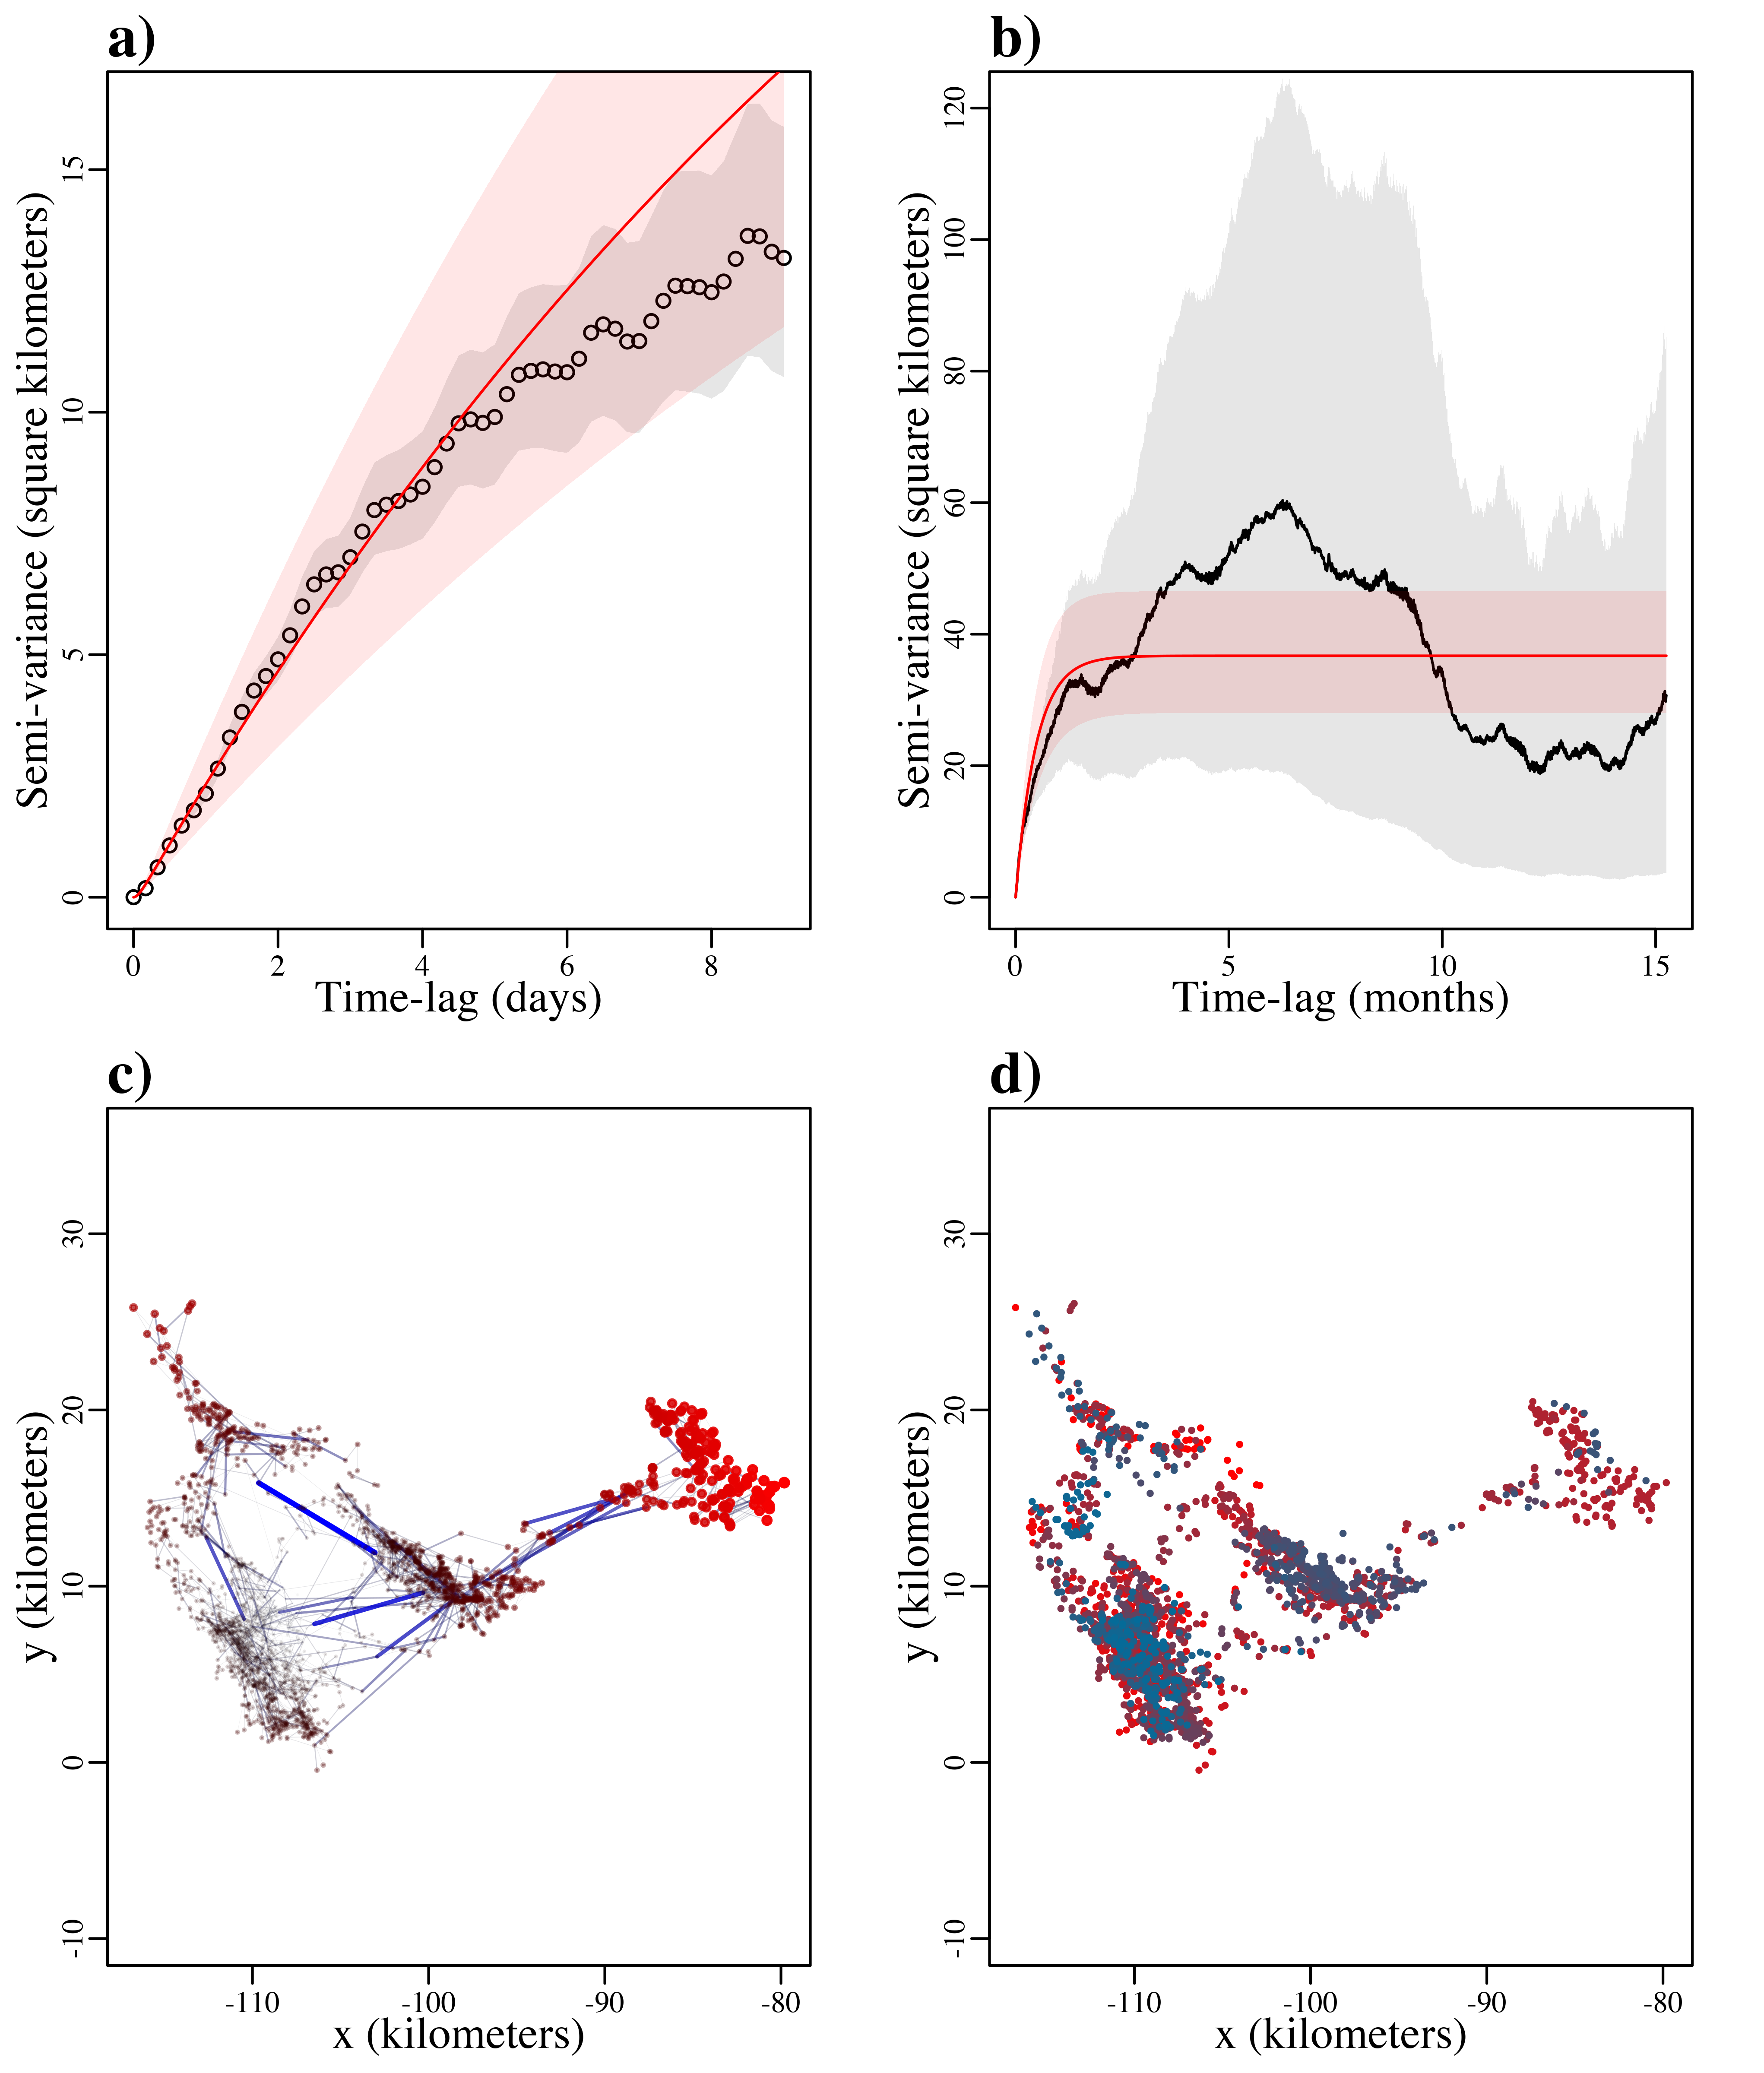 a)
Semi-variance (square kilometers)
15
10
5
0
0 2 4 6 8
Time-lag (days)
b)
Semi-variance (square kilometers)
120
100
80
60
40
20
0
0 5 10 15
Time-lag (months)
c)
y (kilometers)
30
20
10
0
-10
-110 -100 -90 -80
x (kilometers)
d)
y (kilometers)
30
20
10
0
-10
-110 -100 -90 -80
x (kilometers)